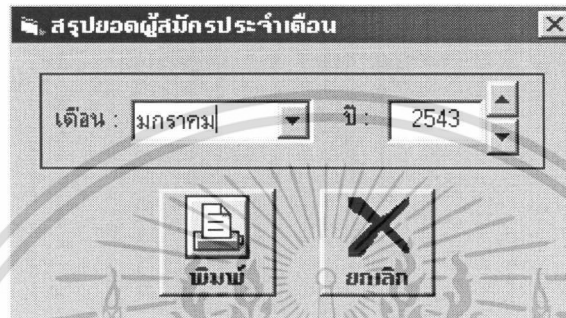 สรุปยอดผู้สมัครประจำเดือน
เดือน : มกราคม ปี : 2543
พิมพ์ ยกเลิก